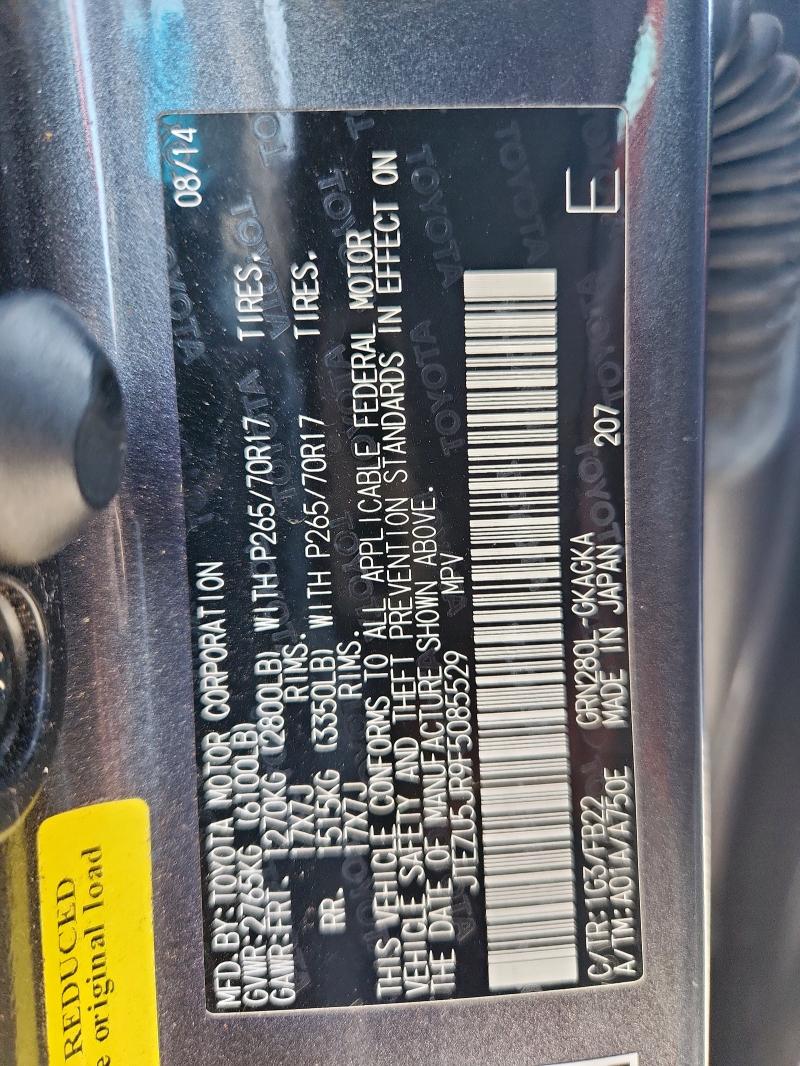 MFD.BY:TOYOTA MOTOR CORPORATION 08/14
GVWR:2765KG (6100LB)
GAWR:FRT. 1270KG (2800LB) WITH P265/70R17 TIRES.
17X7J RIMS.
RR. 1515KG (3350LB) WITH P265/70R17 TIRES.
17X7J RIMS.
THIS VEHICLE CONFORMS TO ALL APPLICABLE FEDERAL MOTOR
VEHICLE SAFETY AND THEFT PREVENTION STANDARDS IN EFFECT ON
THE DATE OF MANUFACTURE SHOWN ABOVE.
JTEZU5JR9F5085529 MPV
C/TR:1G3/FB22 GRN280L-GKAGKA
A/TM:A01A/A750E MADE IN JAPAN 207
E
REDUCED
original load